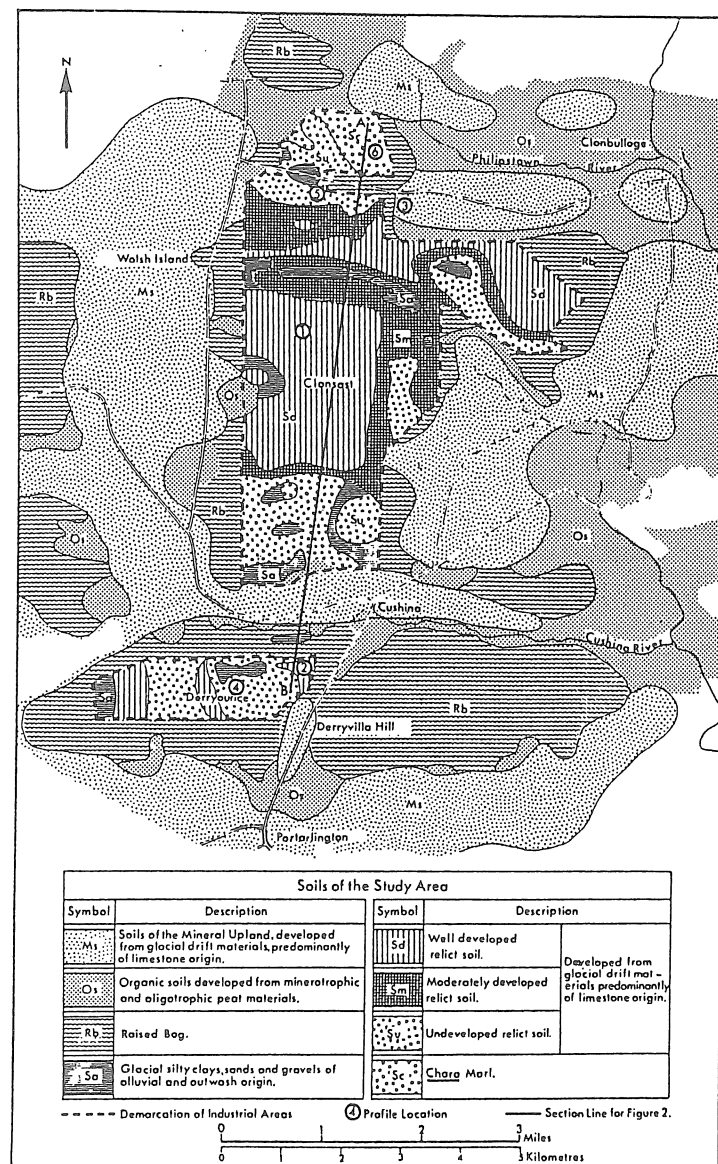 N
Rb
Ms
A
Sc
Su
6
Os
Clonbulloge
Philipstown
River
5
3
Walsh Island
Rb
Ms
Rb
Sd
Sa
1
Sm
Clonsast
Os
Sd
Ms
Rb
Su
Os
Os
Sa
Cushina
Cushina River
2
4
B
Derryounce
Rb
Derryvilla Hill
Os
Ms
Portarlington
Soils of the Study Area
Symbol Description
Ms Soils of the Mineral Upland, developed
from glacial drift materials, predominantly
of limestone origin.
Os Organic soils developed from minerotrophic
and oligotrophic peat materials.
Rb Raised Bog.
Sa Glacial silty clays, sands and gravels of
alluvial and outwash origin.
Symbol Description
Sd Well developed
relict soil.
Sm Moderately developed
relict soil.
Su Undeveloped relict soil.
Developed from
glacial drift mat-
erials predominantly
of limestone origin.
Sc Chara Marl.
Demarcation of Industrial Areas
4 Profile Location
Section Line for Figure 2.
0 1 2 3
Miles
0 1 2 3 4 5 Kilometres